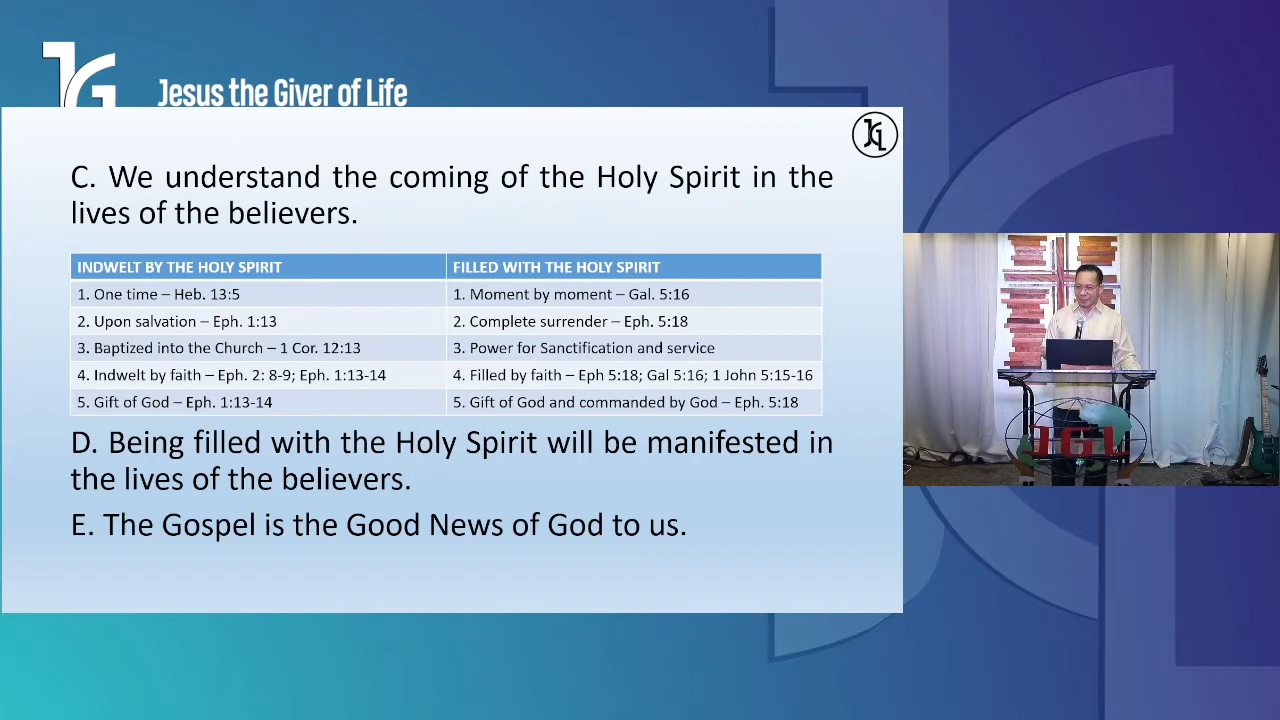 JG
Jesus the Giver of Life
JGL
C. We understand the coming of the Holy Spirit in the
lives of the believers.
INDWELT BY THE HOLY SPIRIT
FILLED WITH THE HOLY SPIRIT
1. One time – Heb. 13:5
1. Moment by moment – Gal. 5:16
2. Upon salvation – Eph. 1:13
2. Complete surrender – Eph. 5:18
3. Baptized into the Church – 1 Cor. 12:13
3. Power for Sanctification and service
4. Indwelt by faith – Eph. 2: 8-9; Eph. 1:13-14
4. Filled by faith – Eph 5:18; Gal 5:16; 1 John 5:15-16
5. Gift of God – Eph. 1:13-14
5. Gift of God and commanded by God – Eph. 5:18
D. Being filled with the Holy Spirit will be manifested in
the lives of the believers.
E. The Gospel is the Good News of God to us.
JGL